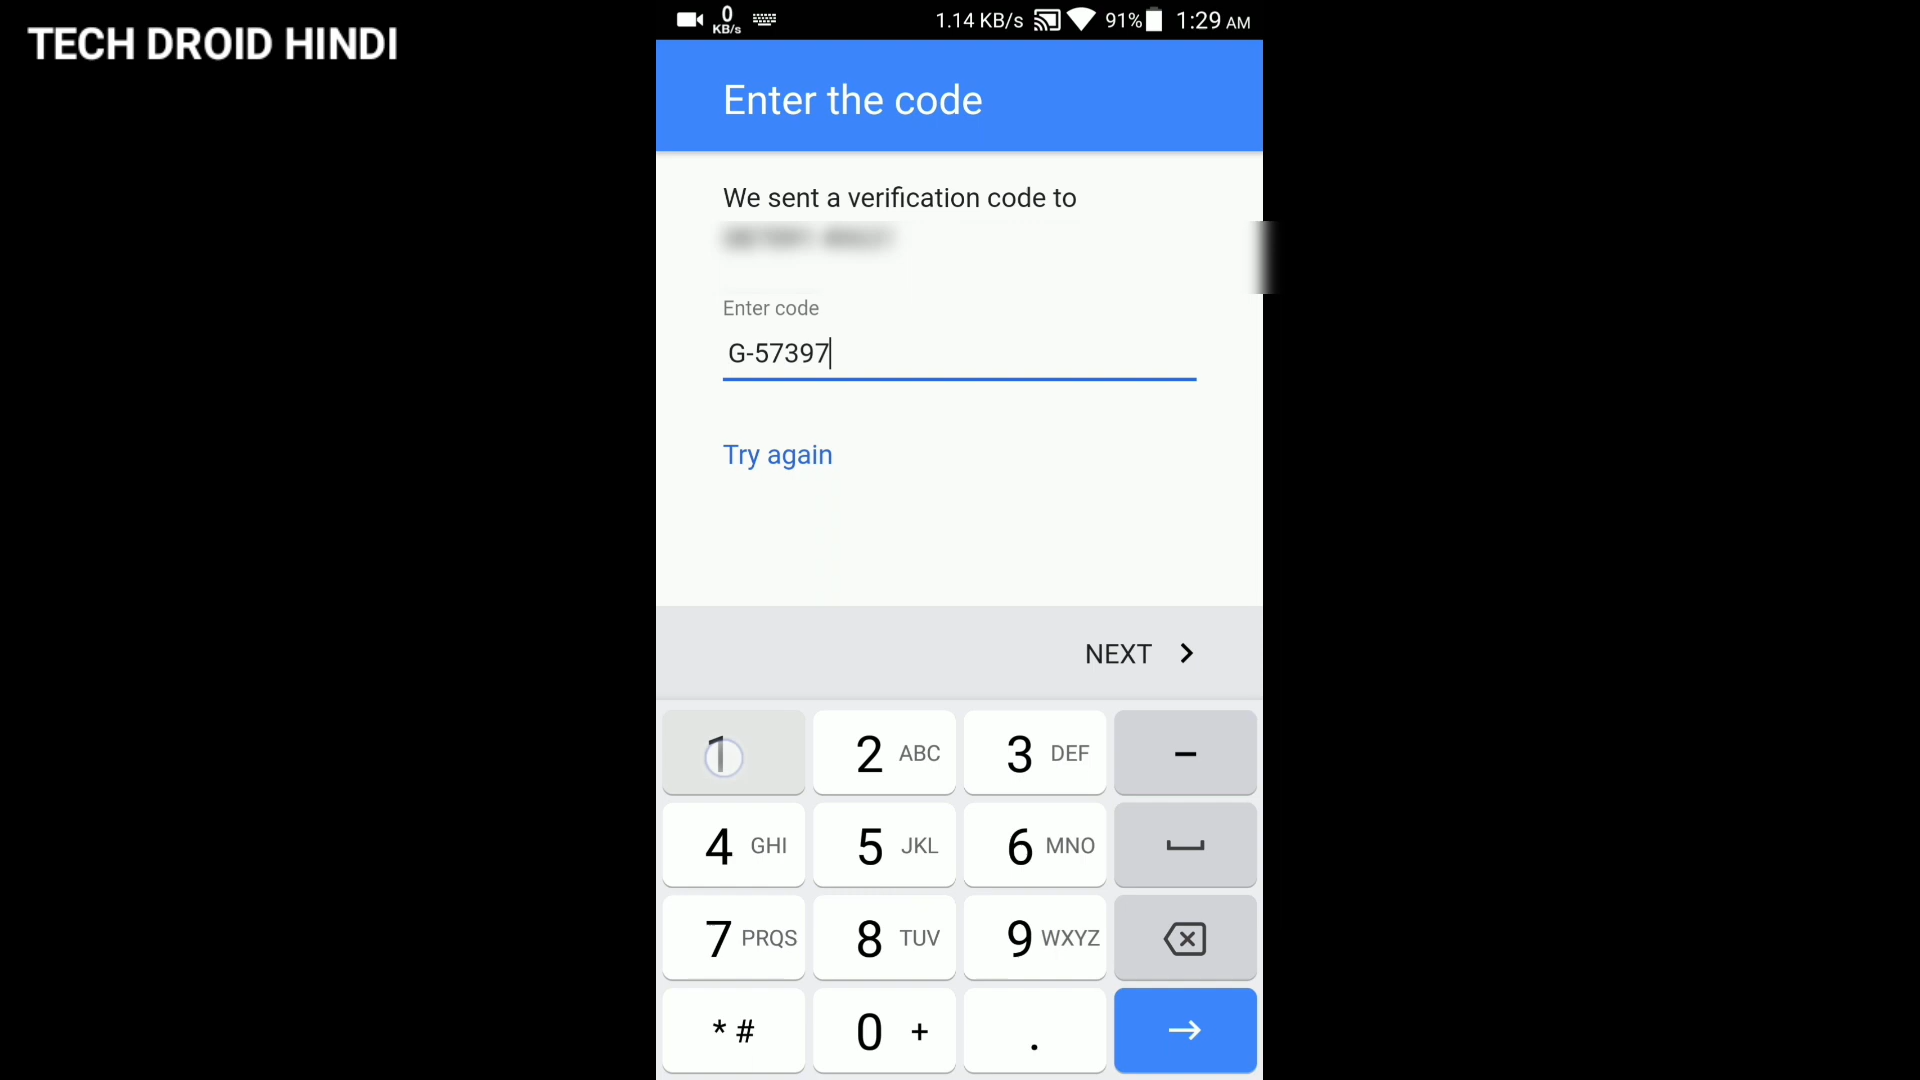 TECH DROID HINDI
0 KB/s 1.14 KB/s 91% 1:29 AM
Enter the code
We sent a verification code to
Enter code
G-57397
Try again
NEXT
1 2 ABC 3 DEF –
4 GHI 5 JKL 6 MNO
7 PRQS 8 TUV 9 WXYZ
* # 0 + .